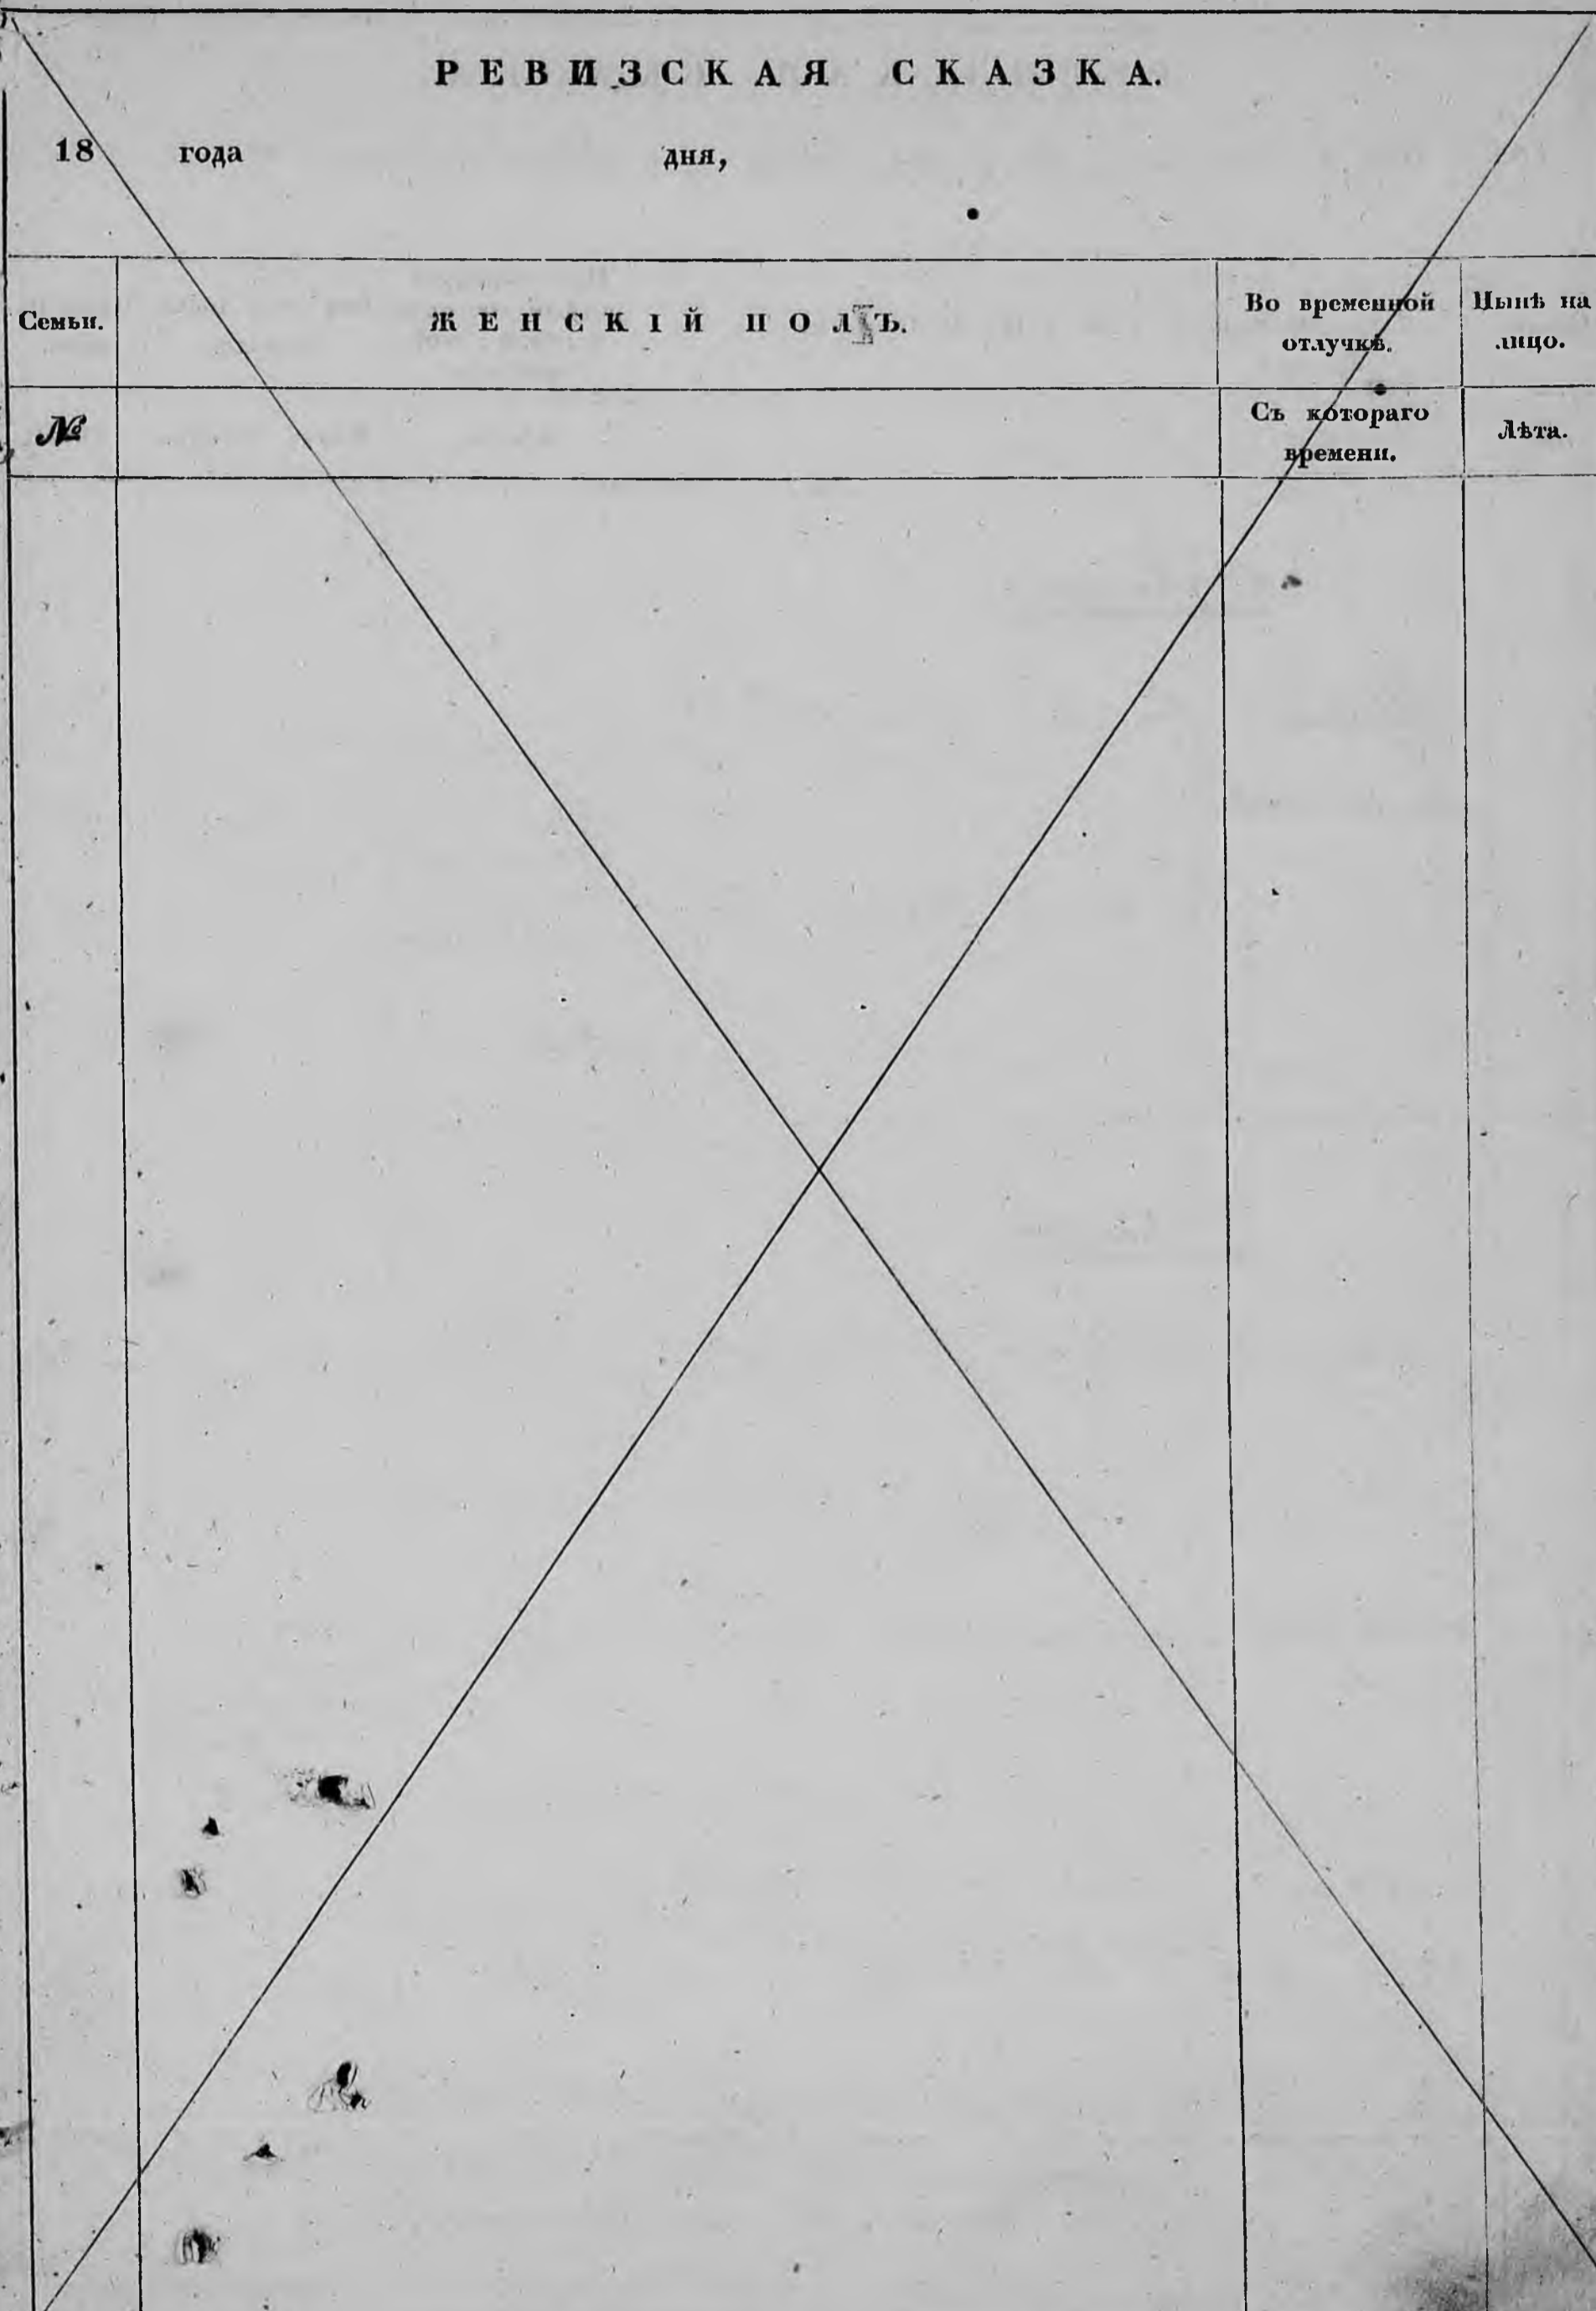 РЕВИЗСКАЯ СКАЗКА.
18 года дня,
Семьи.
ЖЕНСКІЙ ПОЛЪ.
Во временной
отлучкѣ.
Нынѣ на
лицо.
№
Съ котораго
времени.
Лѣта.